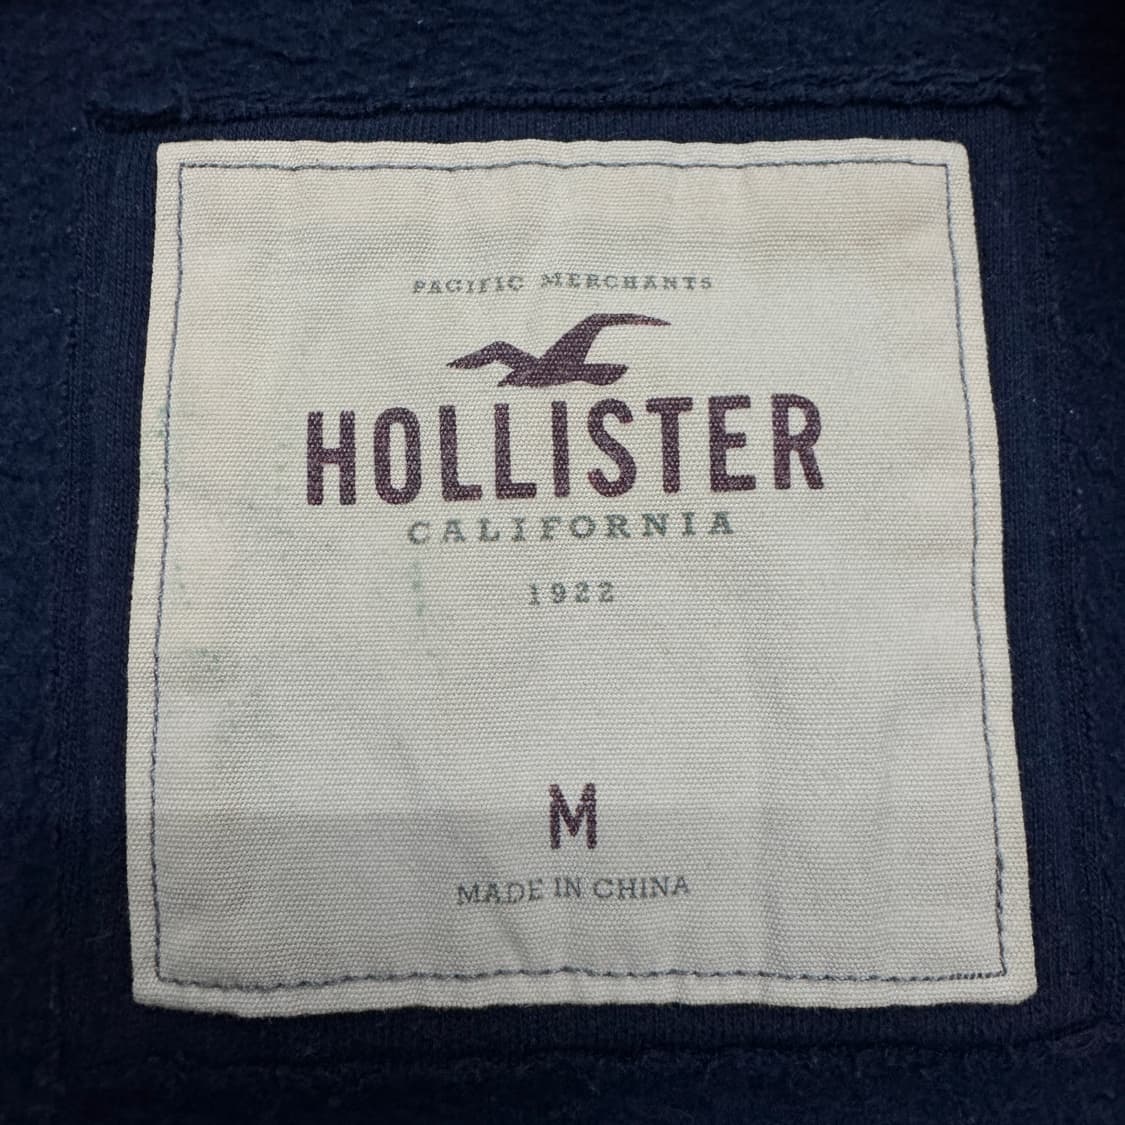 PACIFIC MERCHANTS
HOLLISTER
CALIFORNIA
1922
M
MADE IN CHINA